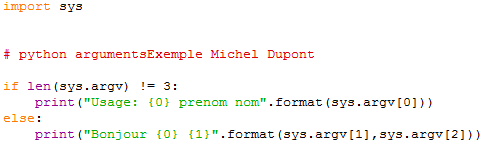 import sys
# python argumentsExemple Michel Dupont
if len(sys.argv) != 3:
    print("Usage: {0} prenom nom".format(sys.argv[0]))
else:
    print("Bonjour {0} {1}".format(sys.argv[1],sys.argv[2]))